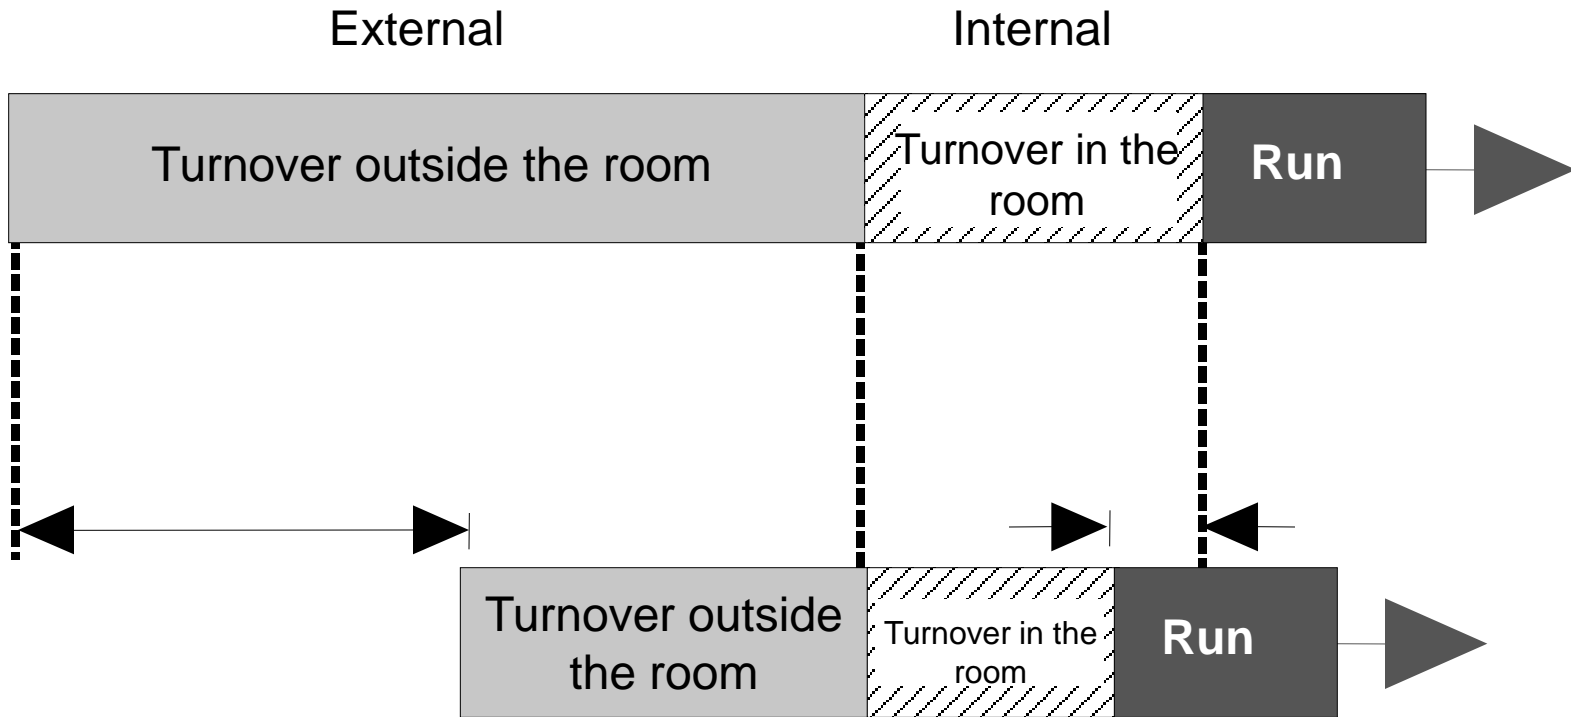 External
Internal
Turnover outside the room
Turnover in the
room
Run
Turnover outside
the room
Turnover in the
room
Run